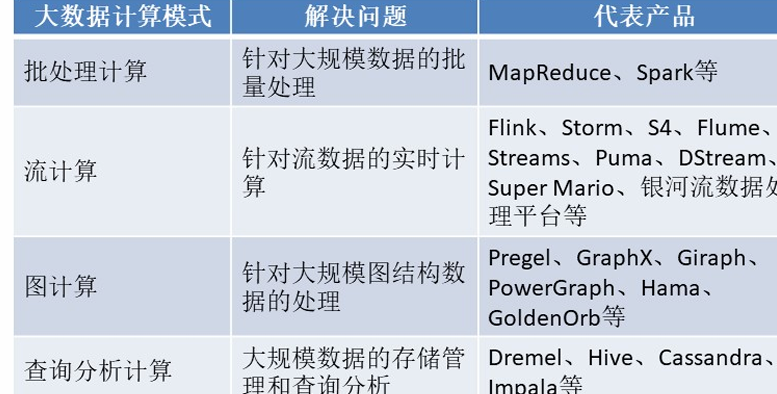 大数据计算模式 解决问题 代表产品
批处理计算
针对大规模数据的批
量处理
MapReduce、Spark等
流计算
针对流数据的实时计
算
Flink、Storm、S4、Flume、
Streams、Puma、DStream、
Super Mario、银河流数据处
理平台等
图计算
针对大规模图结构数
据的处理
Pregel、GraphX、Giraph、
PowerGraph、Hama、
GoldenOrb等
查询分析计算
大规模数据的存储管
理和查询分析
Dremel、Hive、Cassandra、
Impala等